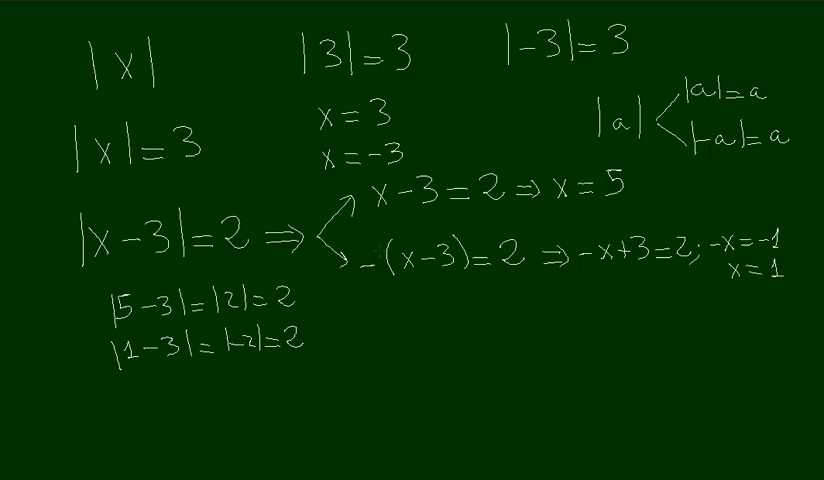 |x| |3|=3 |-3|=3
x=3 |a| |a|=a
|x|=3 x=-3 |-a|=a
x-3=2⇒x=5
|x-3|=2⇒ -(x-3)=2⇒-x+3=2; -x=-1
x=1
|5-3|=|2|=2
|1-3|=|-2|=2